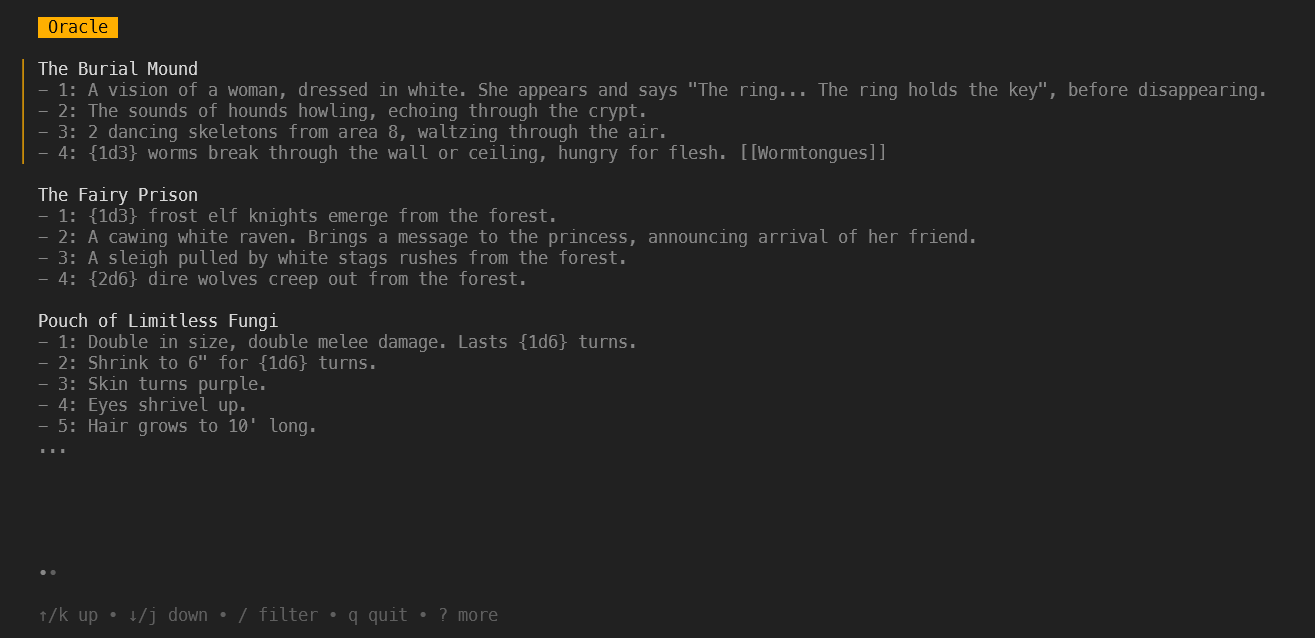 Oracle
The Burial Mound
– 1: A vision of a woman, dressed in white. She appears and says "The ring... The ring holds the key", before disappearing.
– 2: The sounds of hounds howling, echoing through the crypt.
– 3: 2 dancing skeletons from area 8, waltzing through the air.
– 4: {1d3} worms break through the wall or ceiling, hungry for flesh. [[Wormtongues]]
The Fairy Prison
– 1: {1d3} frost elf knights emerge from the forest.
– 2: A cawing white raven. Brings a message to the princess, announcing arrival of her friend.
– 3: A sleigh pulled by white stags rushes from the forest.
– 4: {2d6} dire wolves creep out from the forest.
Pouch of Limitless Fungi
– 1: Double in size, double melee damage. Lasts {1d6} turns.
– 2: Shrink to 6" for {1d6} turns.
– 3: Skin turns purple.
– 4: Eyes shrivel up.
– 5: Hair grows to 10' long.
...
••
↑/k up • ↓/j down • / filter • q quit • ? more